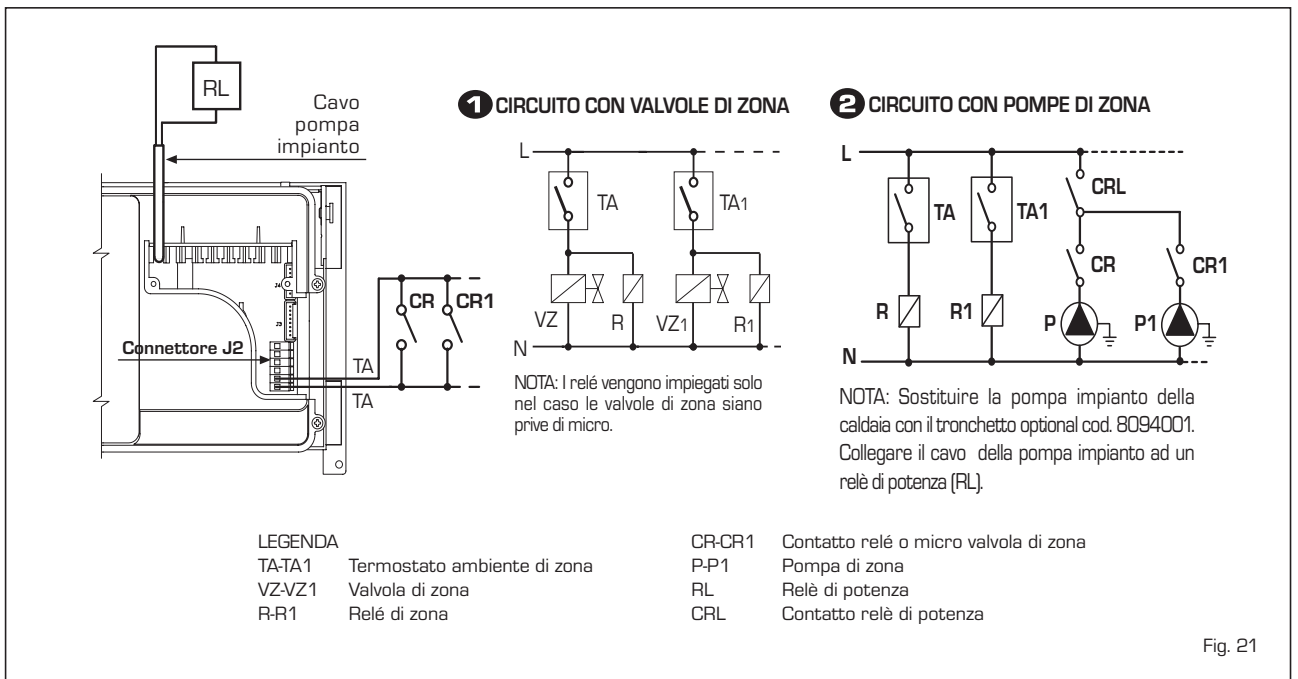 RL
Cavo
pompa
impianto
J4
J3
Connettore J2
CR CR1
TA
TA
1 CIRCUITO CON VALVOLE DI ZONA
L
TA TA1
VZ R VZ1 R1
N
NOTA: I relé vengono impiegati solo
nel caso le valvole di zona siano
prive di micro.
2 CIRCUITO CON POMPE DI ZONA
L
CRL
TA TA1
CR CR1
R R1 P P1
N
NOTA: Sostituire la pompa impianto della
caldaia con il tronchetto optional cod. 8094001.
Collegare il cavo della pompa impianto ad un
relè di potenza (RL).
LEGENDA
TA-TA1 Termostato ambiente di zona
VZ-VZ1 Valvola di zona
R-R1 Relé di zona
CR-CR1 Contatto relé o micro valvola di zona
P-P1 Pompa di zona
RL Relè di potenza
CRL Contatto relè di potenza
Fig. 21